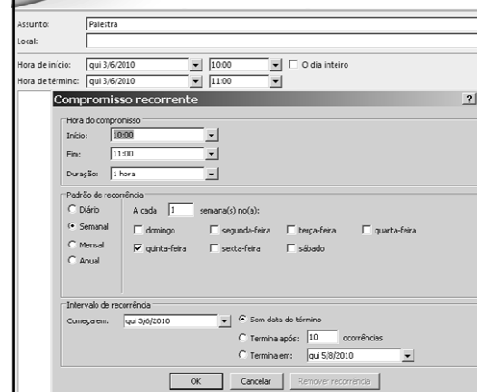 Assunto: Palestra
Local:
Hora de início: qui 3/6/2010 10:00 O dia inteiro
Hora de término: qui 3/6/2010 11:00
Compromisso recorrente ?
Hora do compromisso
Início: 10:00
Fim: 11:00
Duração: 1 hora
Padrão de recorrência
Diário A cada 1 semana(s) no(a):
Semanal domingo segunda-feira terça-feira quarta-feira
Mensal quinta-feira sexta-feira sábado
Anual
Intervalo de recorrência
Começa em: qui 3/6/2010 Sem data de término
Termina após: 10 ocorrências
Termina em: qui 5/8/2010
OK Cancelar Remover recorrência